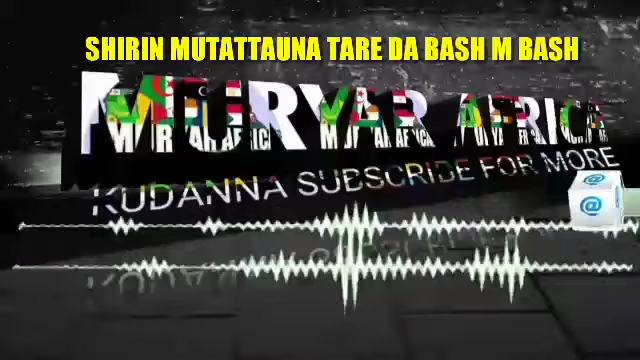 SHIRIN MUTATTAUNA TARE DA BASH M BASH
MURYAR AFRICA
KUDANNA SUBSCRIBE FOR MORE
@
@